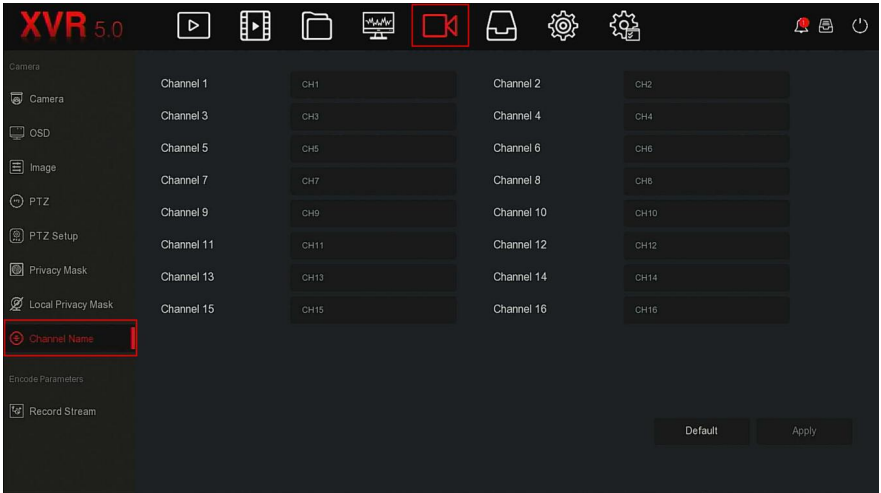 XVR 5.0
1
Camera
Camera
OSD
Image
PTZ
PTZ Setup
Privacy Mask
Local Privacy Mask
Channel Name
Encode Parameters
Record Stream
Channel 1 CH1 Channel 2 CH2
Channel 3 CH3 Channel 4 CH4
Channel 5 CH5 Channel 6 CH6
Channel 7 CH7 Channel 8 CH8
Channel 9 CH9 Channel 10 CH10
Channel 11 CH11 Channel 12 CH12
Channel 13 CH13 Channel 14 CH14
Channel 15 CH15 Channel 16 CH16
Default Apply